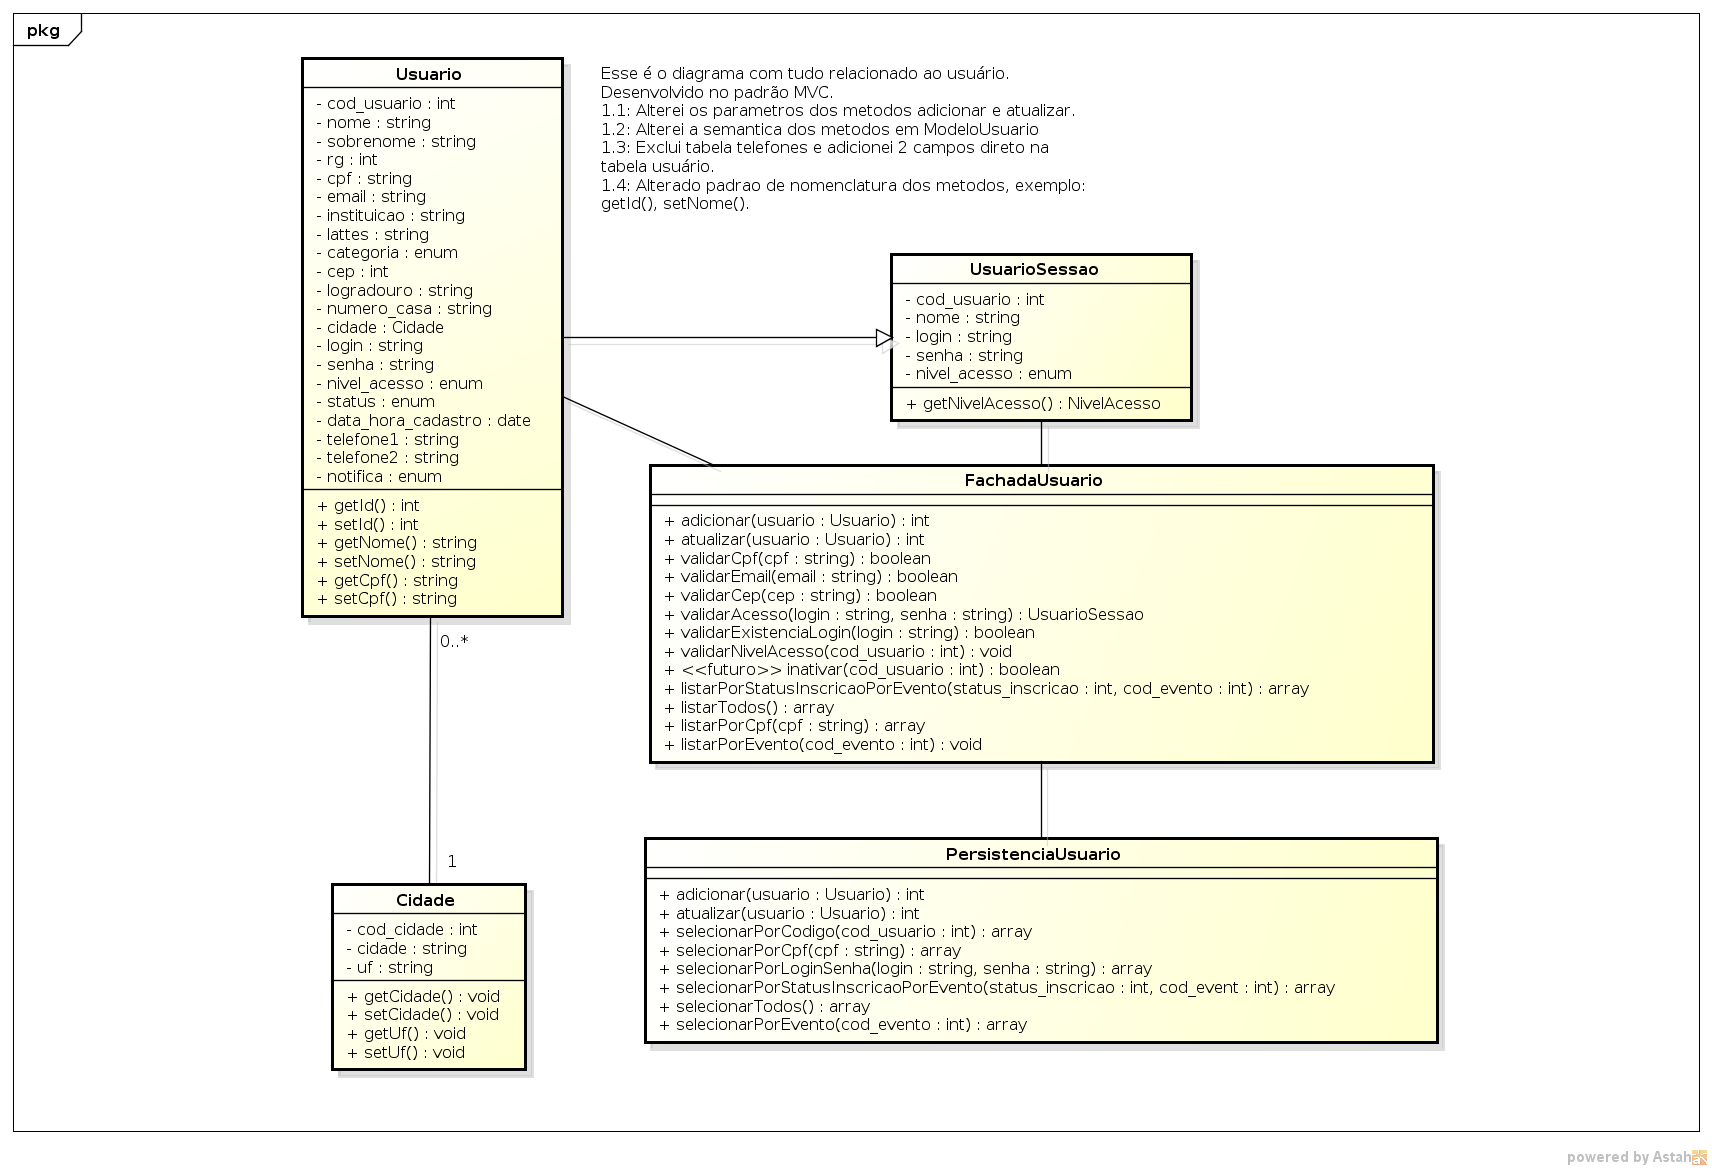 pkg
Usuario
- cod_usuario : int
- nome : string
- sobrenome : string
- rg : int
- cpf : string
- email : string
- instituicao : string
- lattes : string
- categoria : enum
- cep : int
- logradouro : string
- numero_casa : string
- cidade : Cidade
- login : string
- senha : string
- nivel_acesso : enum
- status : enum
- data_hora_cadastro : date
- telefone1 : string
- telefone2 : string
- notifica : enum
+ getId() : int
+ setId() : int
+ getNome() : string
+ setNome() : string
+ getCpf() : string
+ setCpf() : string
Esse é o diagrama com tudo relacionado ao usuário.
Desenvolvido no padrão MVC.
1.1: Alterei os parametros dos metodos adicionar e atualizar.
1.2: Alterei a semantica dos metodos em ModeloUsuario
1.3: Exclui tabela telefones e adicionei 2 campos direto na
tabela usuário.
1.4: Alterado padrao de nomenclatura dos metodos, exemplo:
getId(), setNome().
UsuarioSessao
- cod_usuario : int
- nome : string
- login : string
- senha : string
- nivel_acesso : enum
+ getNivelAcesso() : NivelAcesso
FachadaUsuario
+ adicionar(usuario : Usuario) : int
+ atualizar(usuario : Usuario) : int
+ validarCpf(cpf : string) : boolean
+ validarEmail(email : string) : boolean
+ validarCep(cep : string) : boolean
+ validarAcesso(login : string, senha : string) : UsuarioSessao
+ validarExistenciaLogin(login : string) : boolean
+ validarNivelAcesso(cod_usuario : int) : void
+ <<futuro>> inativar(cod_usuario : int) : boolean
+ listarPorStatusInscricaoPorEvento(status_inscricao : int, cod_evento : int) : array
+ listarTodos() : array
+ listarPorCpf(cpf : string) : array
+ listarPorEvento(cod_evento : int) : void
0..*
1
PersistenciaUsuario
+ adicionar(usuario : Usuario) : int
+ atualizar(usuario : Usuario) : int
+ selecionarPorCodigo(cod_usuario : int) : array
+ selecionarPorCpf(cpf : string) : array
+ selecionarPorLoginSenha(login : string, senha : string) : array
+ selecionarPorStatusInscricaoPorEvento(status_inscricao : int, cod_event : int) : array
+ selecionarTodos() : array
+ selecionarPorEvento(cod_evento : int) : array
Cidade
- cod_cidade : int
- cidade : string
- uf : string
+ getCidade() : void
+ setCidade() : void
+ getUf() : void
+ setUf() : void
powered by Astah